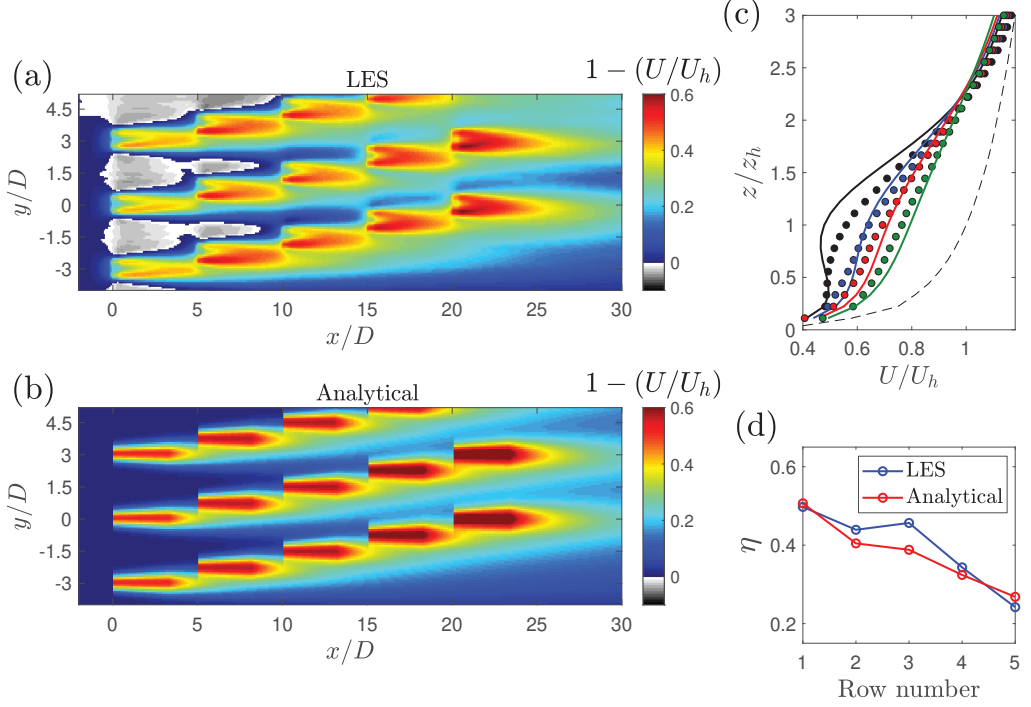 (a)
LES
1 − (U/U_h)
4.5
3
1.5
0
-1.5
-3
y/D
0 5 10 15 20 25 30
x/D
0.6
0.4
0.2
0
(b)
Analytical
1 − (U/U_h)
4.5
3
1.5
0
-1.5
-3
y/D
0 5 10 15 20 25 30
x/D
0.6
0.4
0.2
0
(c)
3
2.5
2
1.5
1
0.5
0
z/z_h
0.4 0.6 0.8 1
U/U_h
(d)
0.6
0.4
0.2
η
LES
Analytical
1 2 3 4 5
Row number